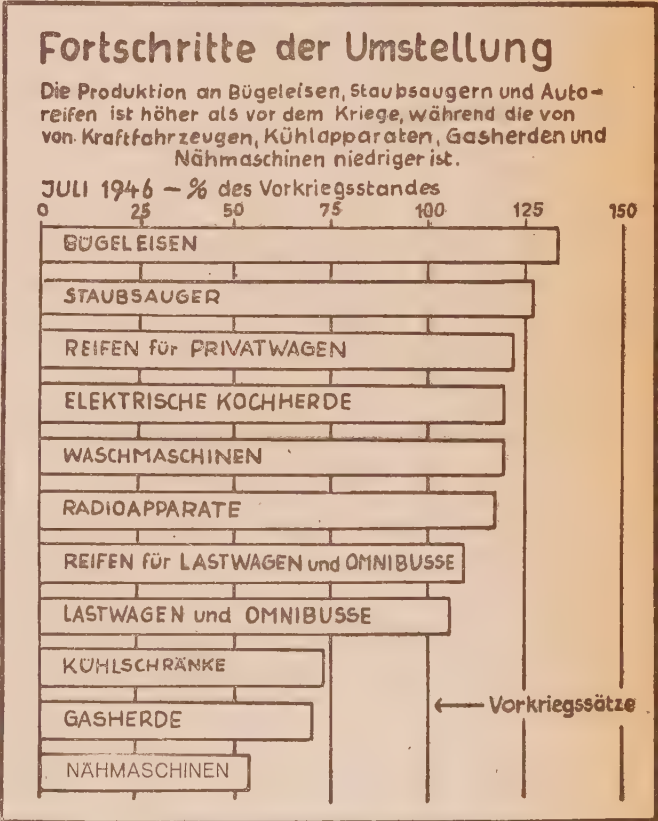 Fortschritte der Umstellung
Die Produktion an Bügeleisen, Staubsaugern und Auto-
reifen ist höher als vor dem Kriege, während die von
von Kraftfahrzeugen, Kühlapparaten, Gasherden und
Nähmaschinen niedriger ist.
JULI 1946 - % des Vorkriegsstandes
0 25 50 75 100 125 150
BÜGELEISEN
STAUBSAUGER
REIFEN für PRIVATWAGEN
ELEKTRISCHE KOCHHERDE
WASCHMASCHINEN
RADIOAPPARATE
REIFEN für LASTWAGEN und OMNIBUSSE
LASTWAGEN und OMNIBUSSE
KÜHLSCHRÄNKE
← Vorkriegssätze
GASHERDE
NÄHMASCHINEN